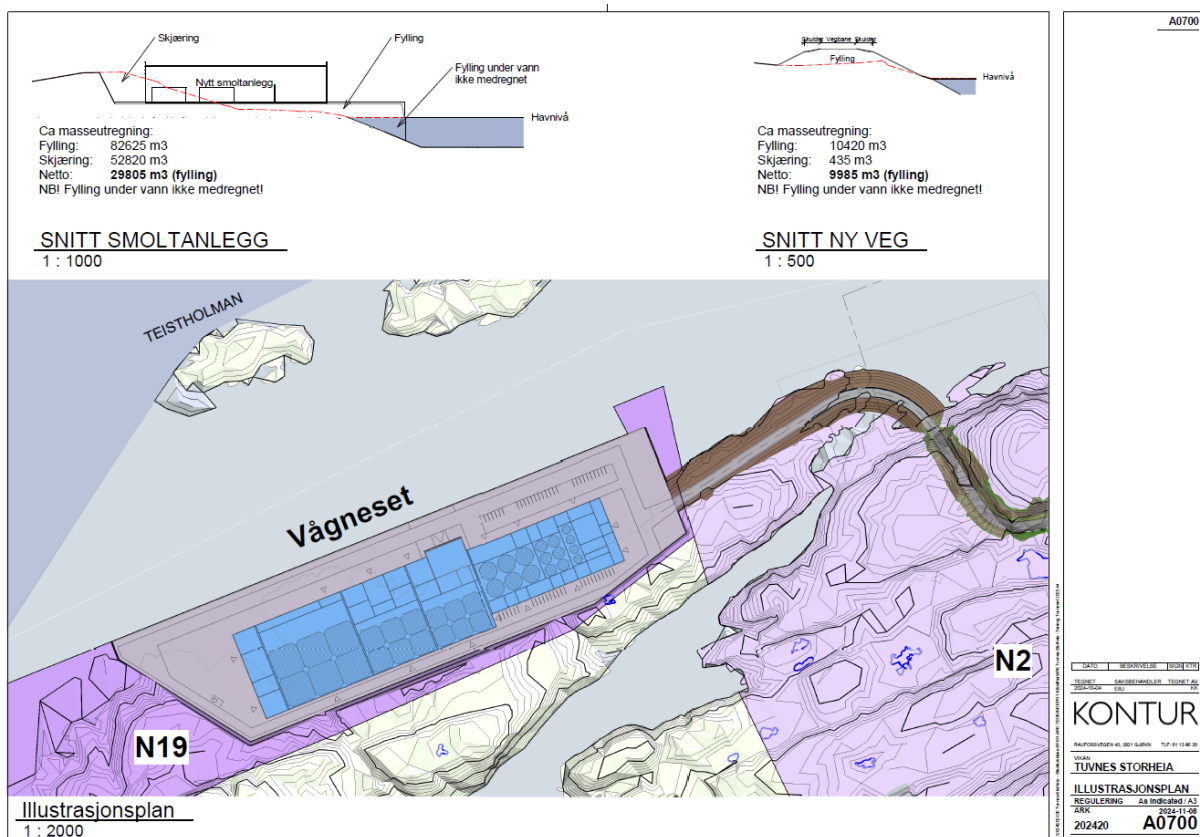 A0700
Skjæring
Fylling
Fylling under vann
ikke medregnet
Nytt smoltanlegg
Havnivå
Ca masseutregning:
Fylling: 82625 m3
Skjæring: 52820 m3
Netto: 29805 m3 (fylling)
NB! Fylling under vann ikke medregnet!
SNITT SMOLTANLEGG
1 : 1000
Skulder Vegbane Skulder
Fylling
Havnivå
Ca masseutregning:
Fylling: 10420 m3
Skjæring: 435 m3
Netto: 9985 m3 (fylling)
NB! Fylling under vann ikke medregnet!
SNITT NY VEG
1 : 500
TEISTHOLMAN
Vågneset
N19
N2
Illustrasjonsplan
1 : 2000
DATO BESKRIVELSE SIGN KTR
TEGNET SAKSBEHANDLER TEGNET AV
2024-10-04 EBJ KK
KONTUR
TUVNES STORHEIA
ILLUSTRASJONSPLAN
REGULERING As indicated / A3
ARK 2024-11-08
202420 A0700